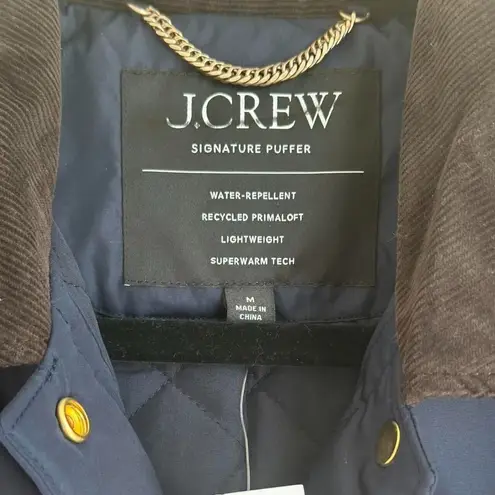 J.CREW
SIGNATURE PUFFER
WATER-REPELLENT
RECYCLED PRIMALOFT
LIGHTWEIGHT
SUPERWARM TECH
M
MADE IN
CHINA